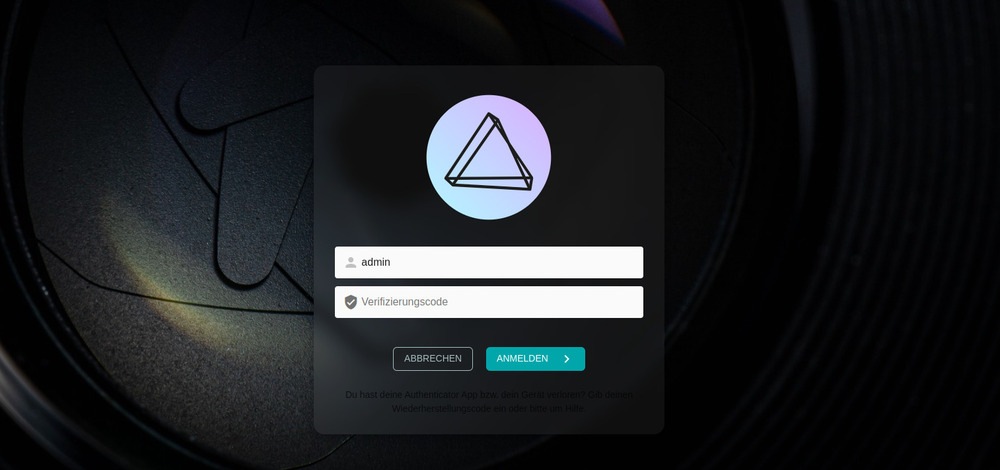 admin
Verifizierungscode
ABBRECHEN
ANMELDEN
Du hast deine Authenticator App bzw. dein Gerät verloren? Gib deinen
Wiederherstellungscode ein oder bitte um Hilfe.